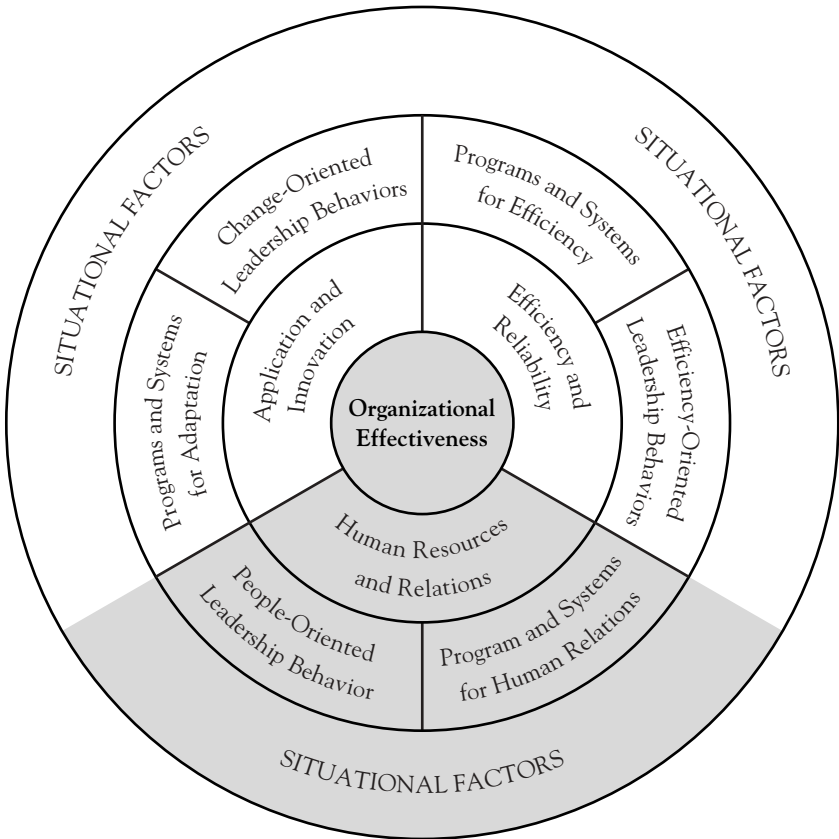 SITUATIONAL FACTORS
SITUATIONAL FACTORS
Change-Oriented
Leadership Behaviors
Programs and Systems
for Efficiency
Programs and Systems
for Adaptation
Application and
Innovation
Efficiency and
Reliability
Efficiency-Oriented
Leadership Behaviors
Organizational
Effectiveness
Human Resources
and Relations
People-Oriented
Leadership Behavior
Program and Systems
for Human Relations
SITUATIONAL FACTORS